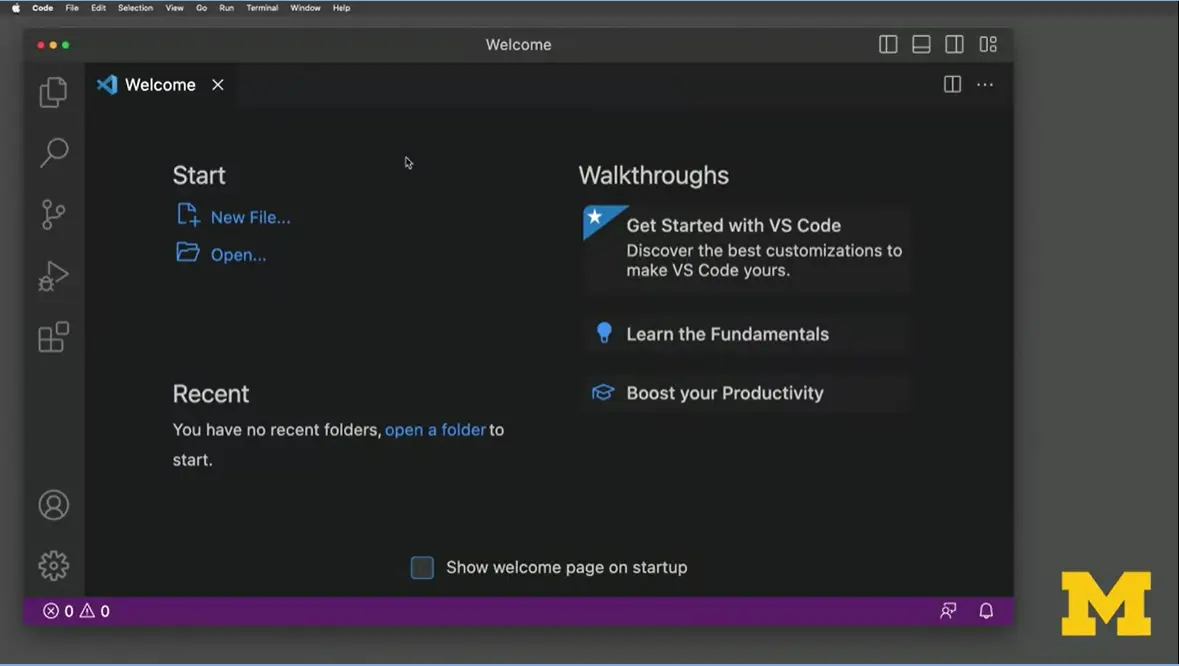 Code File Edit Selection View Go Run Terminal Window Help
Welcome
Welcome
Start
New File...
Open...
Recent
You have no recent folders, open a folder to
start.
Walkthroughs
Get Started with VS Code
Discover the best customizations to
make VS Code yours.
Learn the Fundamentals
Boost your Productivity
Show welcome page on startup
0 0
M